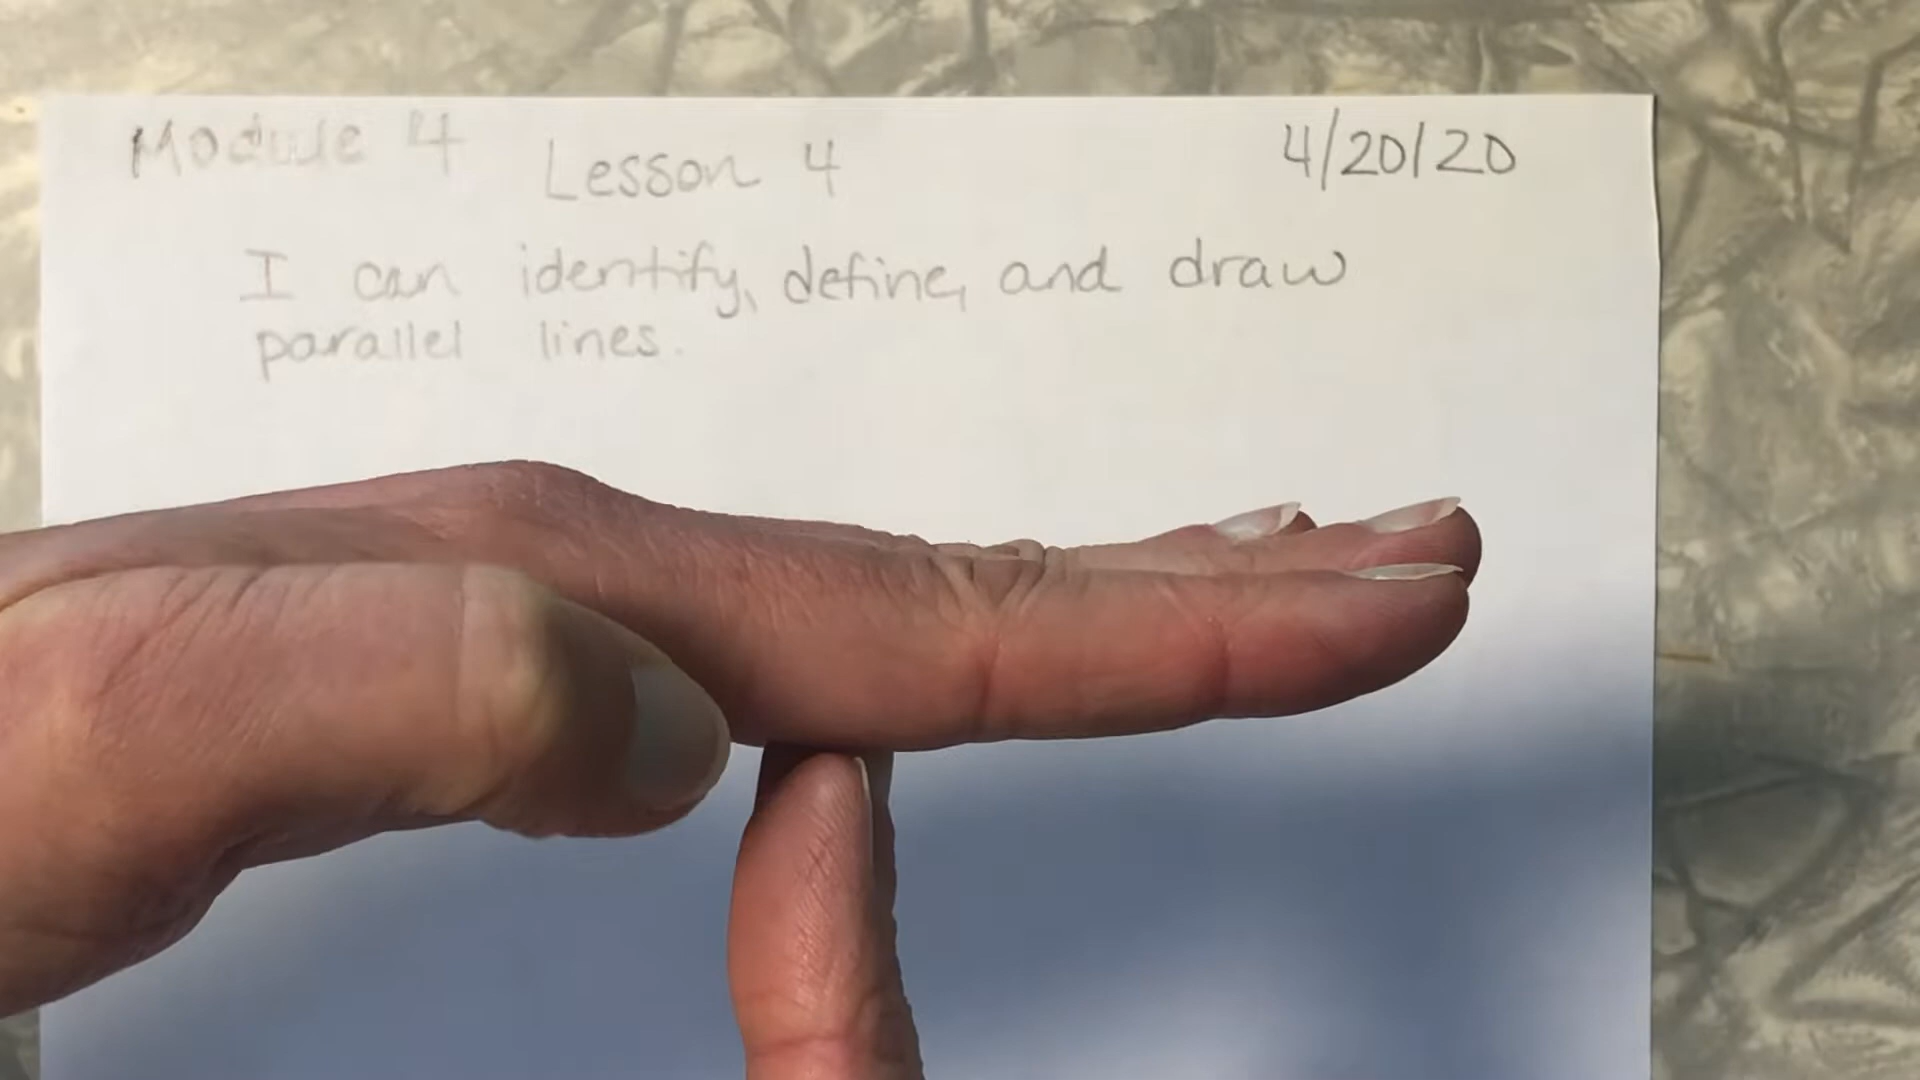 Module 4 Lesson 4 4/20/20
I can identify, define, and draw
parallel lines.